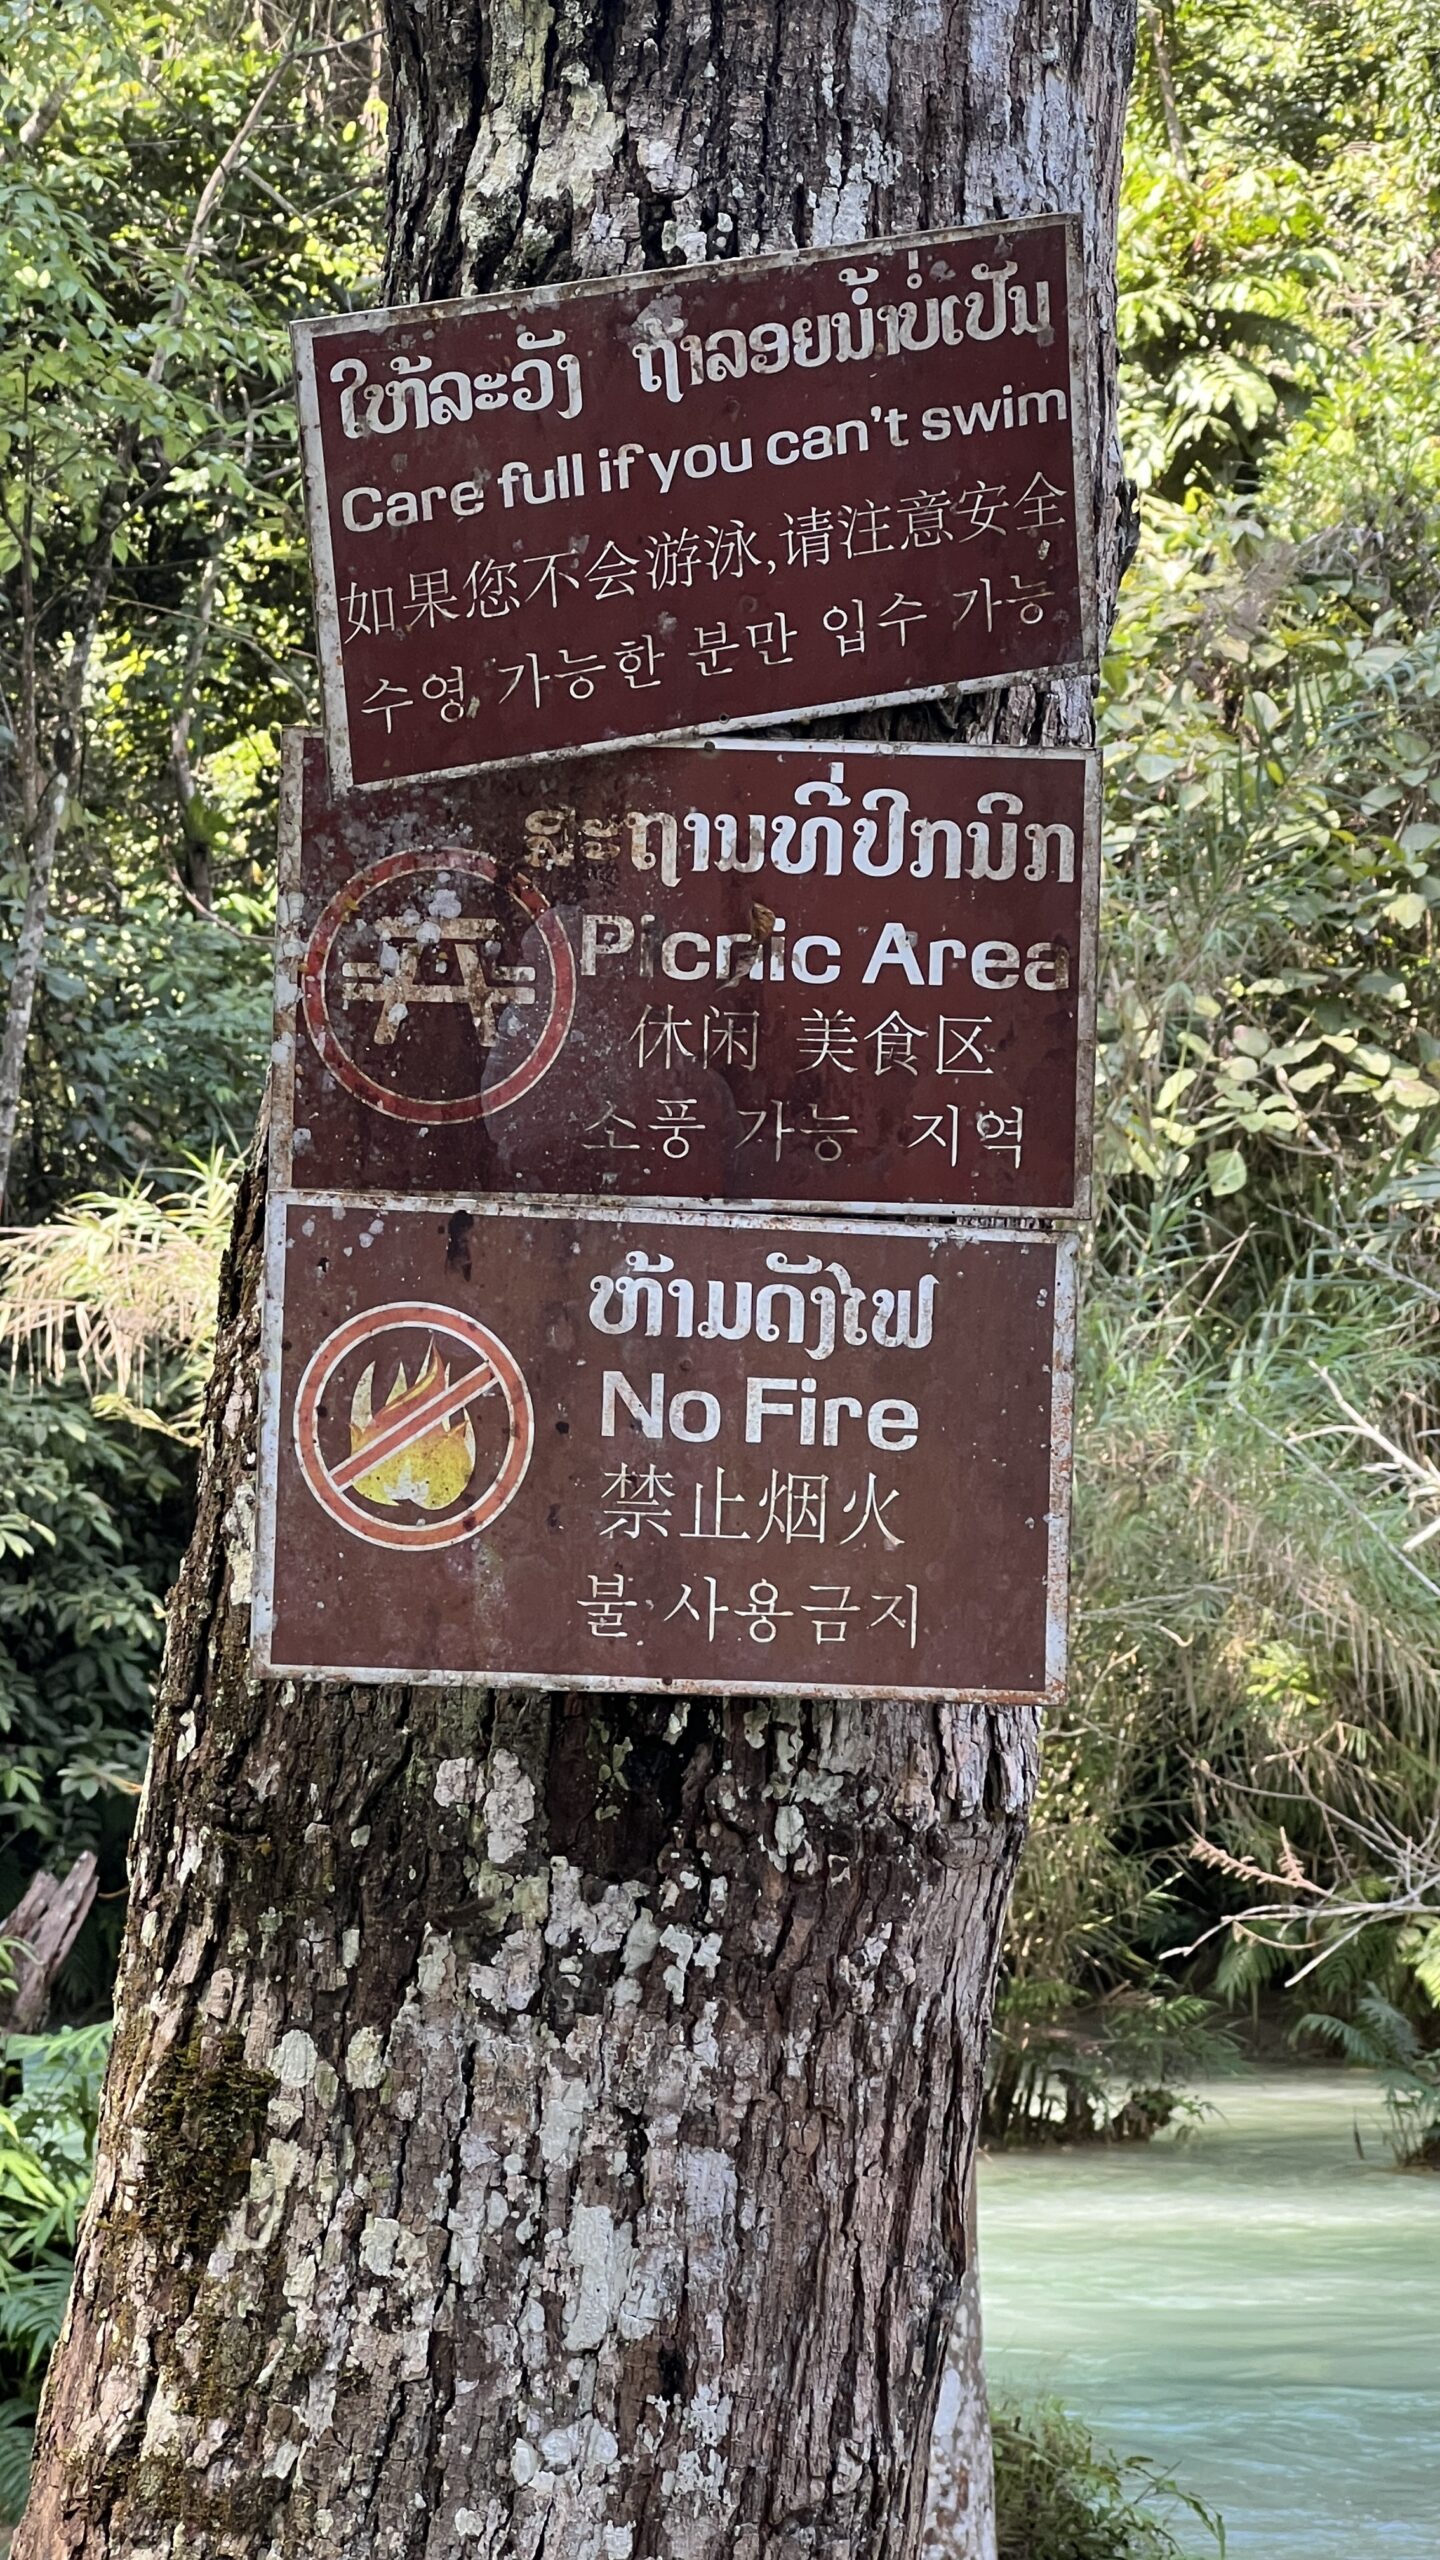 ໃຫ້ລະວັງ ຖ້າລອຍນ້ຳບໍ່ເປັນ
Care full if you can't swim
如果您不会游泳,请注意安全
수영 가능한 분만 입수 가능
ສະຖານທີ່ປິກນິກ
Picnic Area
休闲 美食区
소풍 가능 지역
ຫ້າມດັງໄຟ
No Fire
禁止烟火
불 사용금지